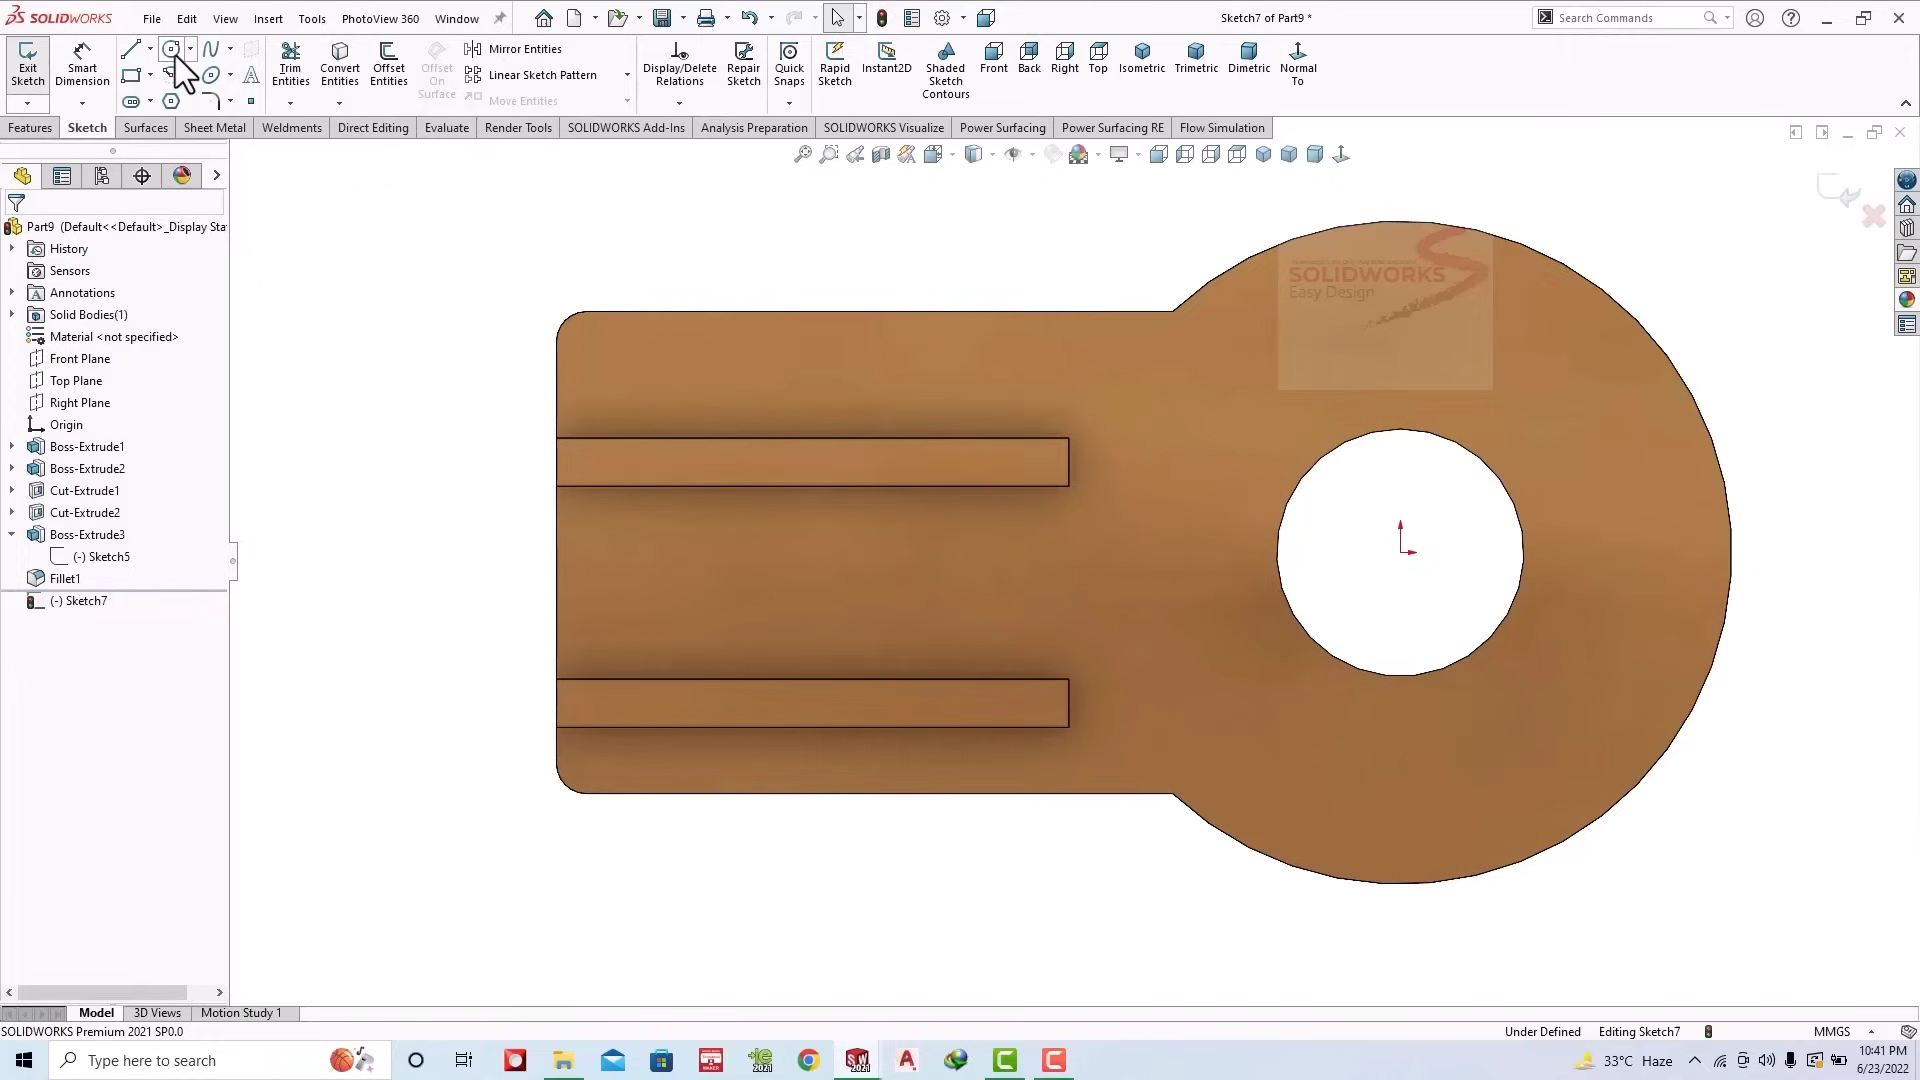 SOLIDWORKS File Edit View Insert Tools PhotoView 360 Window Sketch7 of Part9 * Search Commands
Exit Sketch
Smart Dimension
Trim Entities
Convert Entities
Offset Entities
Offset On Surface
Mirror Entities
Linear Sketch Pattern
Move Entities
Display/Delete Relations
Repair Sketch
Quick Snaps
Rapid Sketch
Instant2D
Shaded Sketch Contours
Front
Back
Right
Top
Isometric
Trimetric
Dimetric
Normal To
Features Sketch Surfaces Sheet Metal Weldments Direct Editing Evaluate Render Tools SOLIDWORKS Add-Ins Analysis Preparation SOLIDWORKS Visualize Power Surfacing Power Surfacing RE Flow Simulation
Part9 (Default<<Default>_Display Sta
History
Sensors
Annotations
Solid Bodies(1)
Material <not specified>
Front Plane
Top Plane
Right Plane
Origin
Boss-Extrude1
Boss-Extrude2
Cut-Extrude1
Cut-Extrude2
Boss-Extrude3
(-) Sketch5
Fillet1
(-) Sketch7
SOLIDWORKS
Easy Design
Model 3D Views Motion Study 1
SOLIDWORKS Premium 2021 SP0.0 Under Defined Editing Sketch7 MMGS
Type here to search 33°C Haze 10:41 PM
6/23/2022